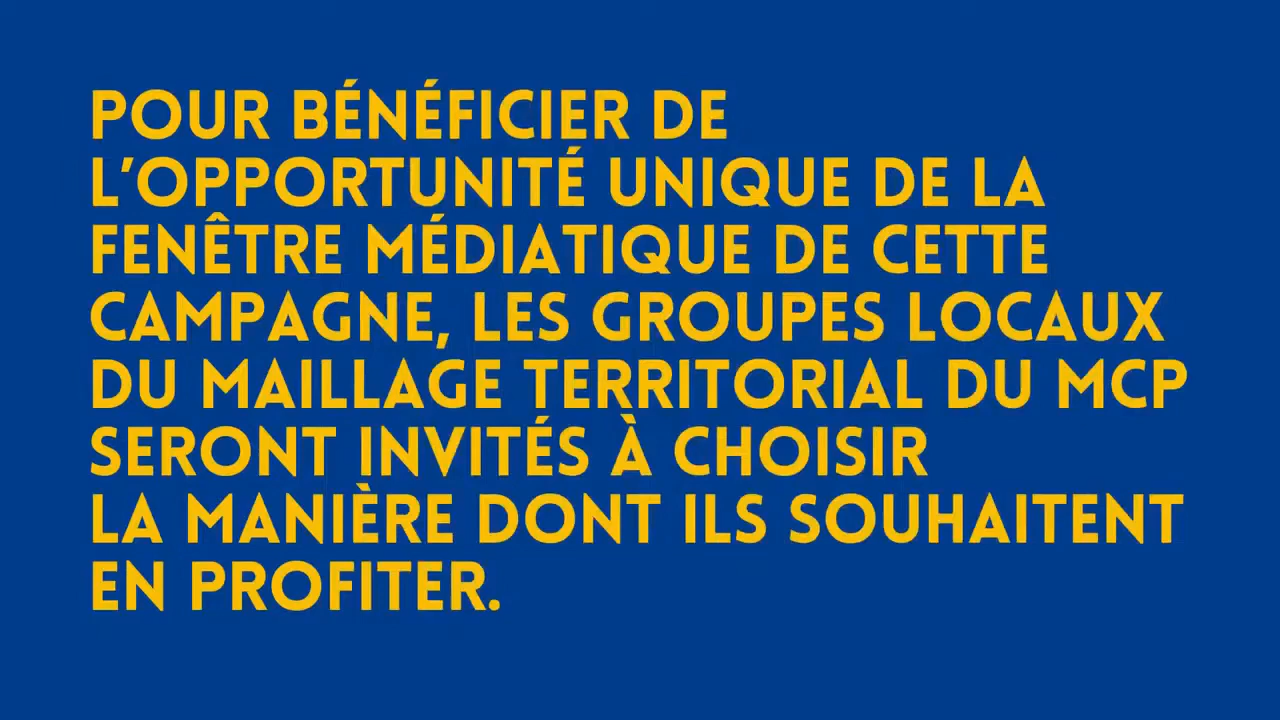 POUR BÉNÉFICIER DE
L’OPPORTUNITÉ UNIQUE DE LA
FENÊTRE MÉDIATIQUE DE CETTE
CAMPAGNE, LES GROUPES LOCAUX
DU MAILLAGE TERRITORIAL DU MCP
SERONT INVITÉS À CHOISIR
LA MANIÈRE DONT ILS SOUHAITENT
EN PROFITER.